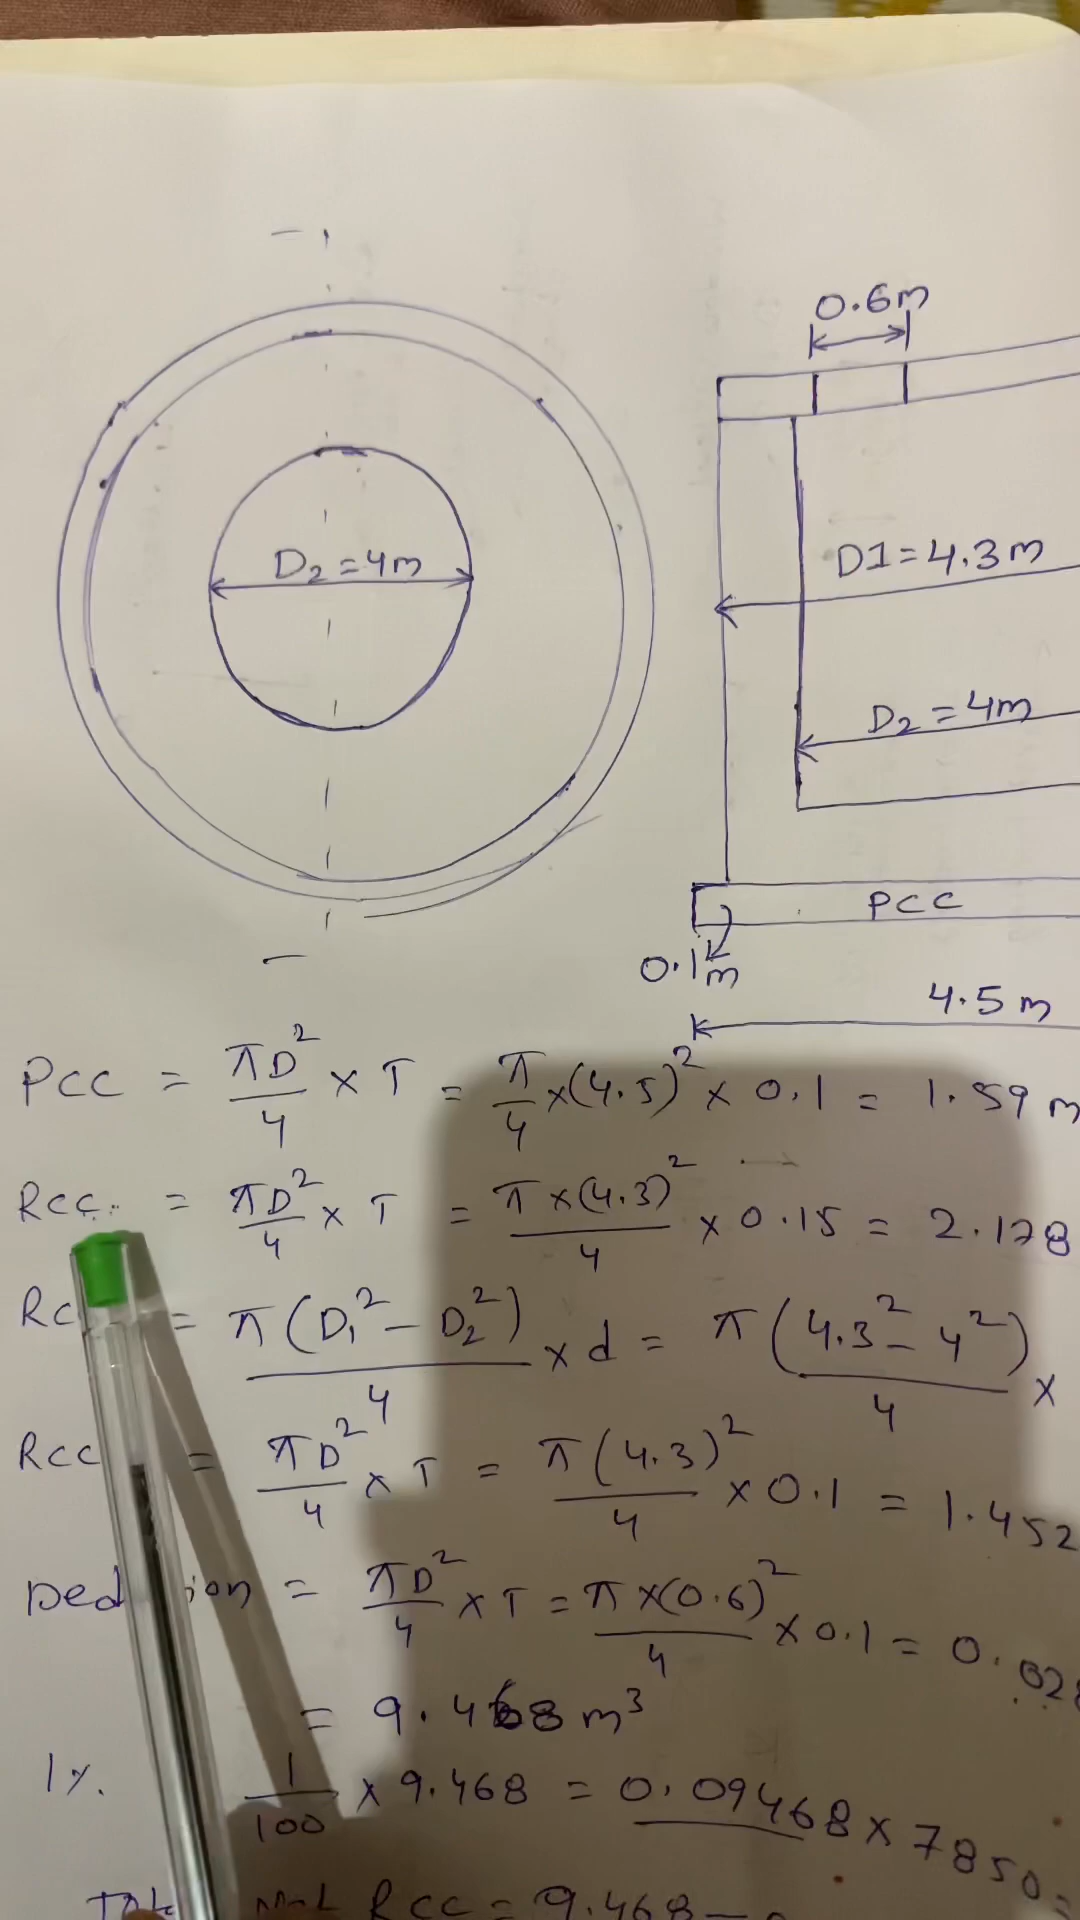 0.6m
D₂ = 4m
D1 = 4.3m
D₂ = 4m
PCC
0.1m
4.5 m
PCC = πD²/4 × T = π/4 × (4.5)² × 0.1 = 1.59 m
RCC = πD²/4 × T = π × (4.3)²/4 × 0.15 = 2.178
= π(D₁² - D₂²)/4 × d = π(4.3² - 4²)/4 ×
RCC = πD²/4 × T = π(4.3)²/4 × 0.1 = 1.452
= πD²/4 × T = π × (0.6)²/4 × 0.1 = 0.028
= 9.468 m³
1%. 1/100 × 9.468 = 0.09468 × 7850 =
RCC = 9.468 -